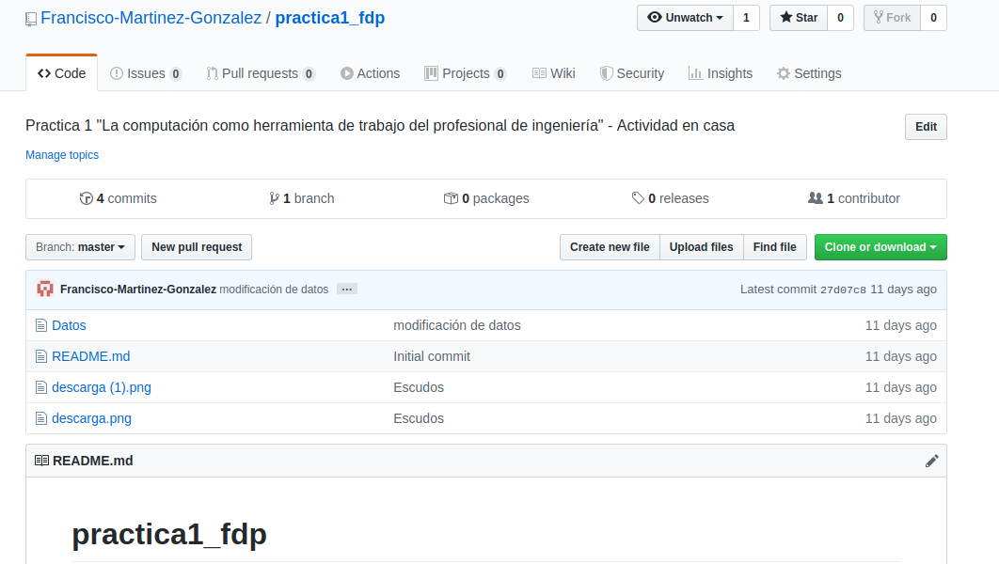 Francisco-Martinez-Gonzalez / practica1_fdp
Unwatch 1 Star 0 Fork 0
Code Issues 0 Pull requests 0 Actions Projects 0 Wiki Security Insights Settings
Practica 1 "La computación como herramienta de trabajo del profesional de ingeniería" - Actividad en casa
Edit
Manage topics
4 commits 1 branch 0 packages 0 releases 1 contributor
Branch: master New pull request Create new file Upload files Find file Clone or download
Francisco-Martinez-Gonzalez modificación de datos ... Latest commit 27d07c8 11 days ago
Datos modificación de datos 11 days ago
README.md Initial commit 11 days ago
descarga (1).png Escudos 11 days ago
descarga.png Escudos 11 days ago
README.md
practica1_fdp